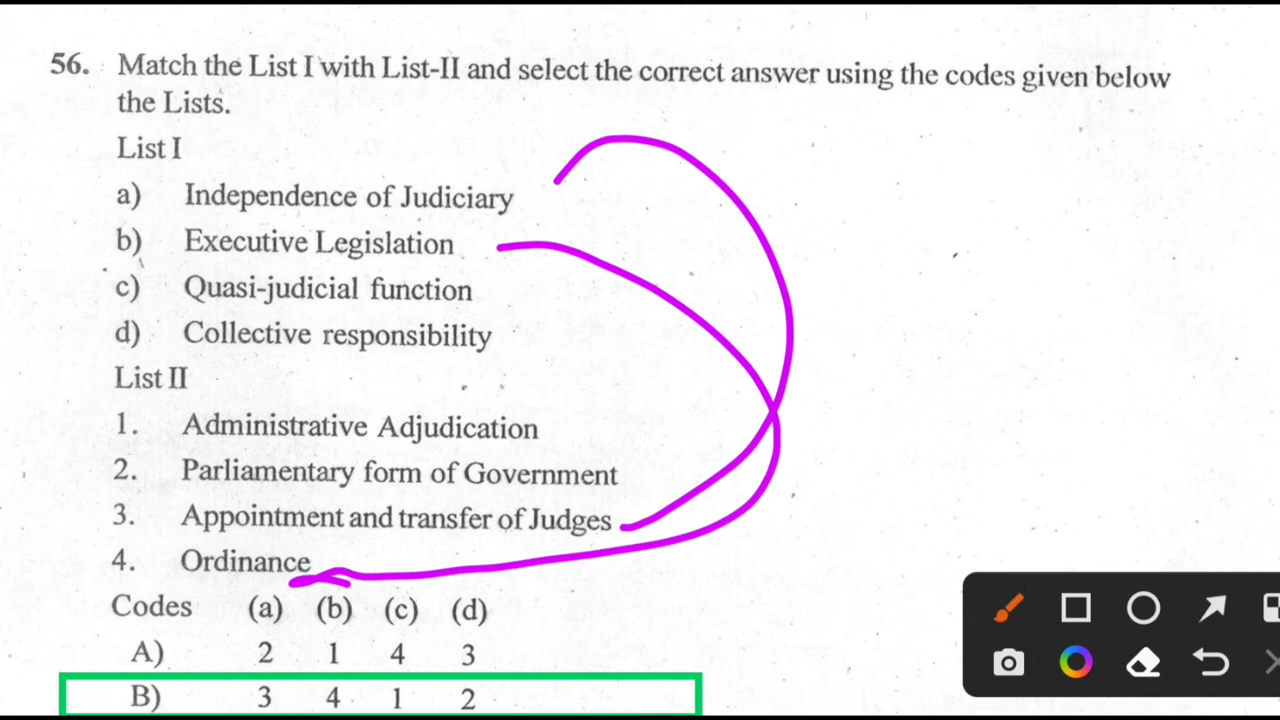 56. Match the List I with List-II and select the correct answer using the codes given below
the Lists.
List I
a) Independence of Judiciary
b) Executive Legislation
c) Quasi-judicial function
d) Collective responsibility
List II
1. Administrative Adjudication
2. Parliamentary form of Government
3. Appointment and transfer of Judges
4. Ordinance
Codes (a) (b) (c) (d)
A) 2 1 4 3
B) 3 4 1 2